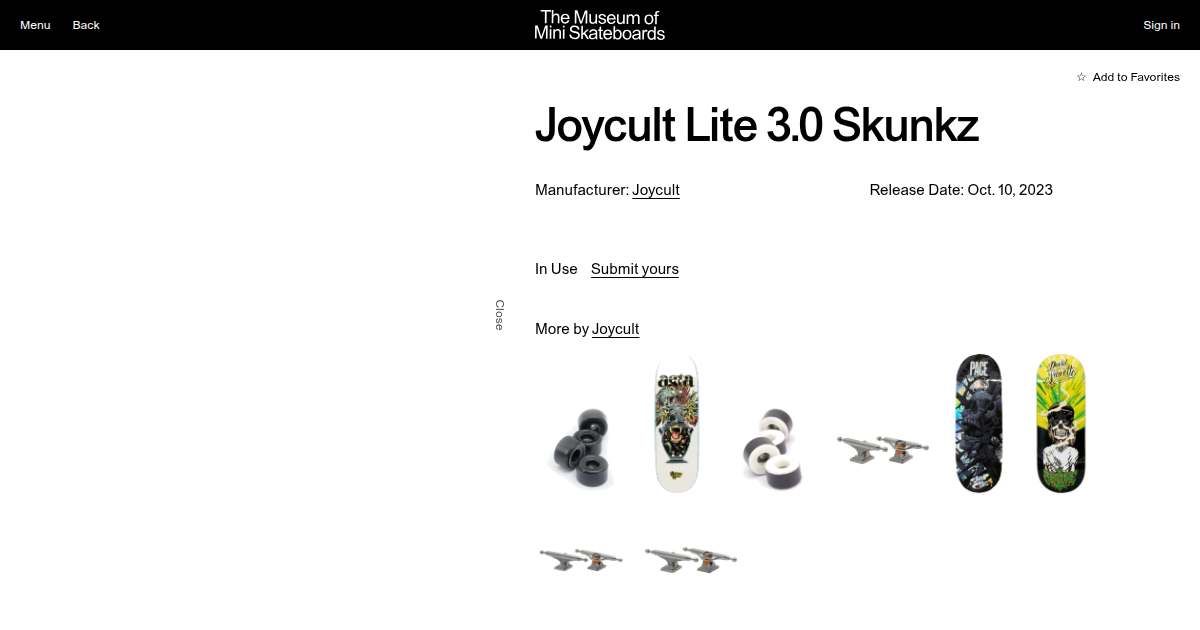 Menu
Back
The Museum of
Mini Skateboards
Sign in
☆ Add to Favorites
Joycult Lite 3.0 Skunkz
Manufacturer: Joycult
Release Date: Oct. 10, 2023
In Use
Submit yours
Close
More by Joycult
asta
PACE